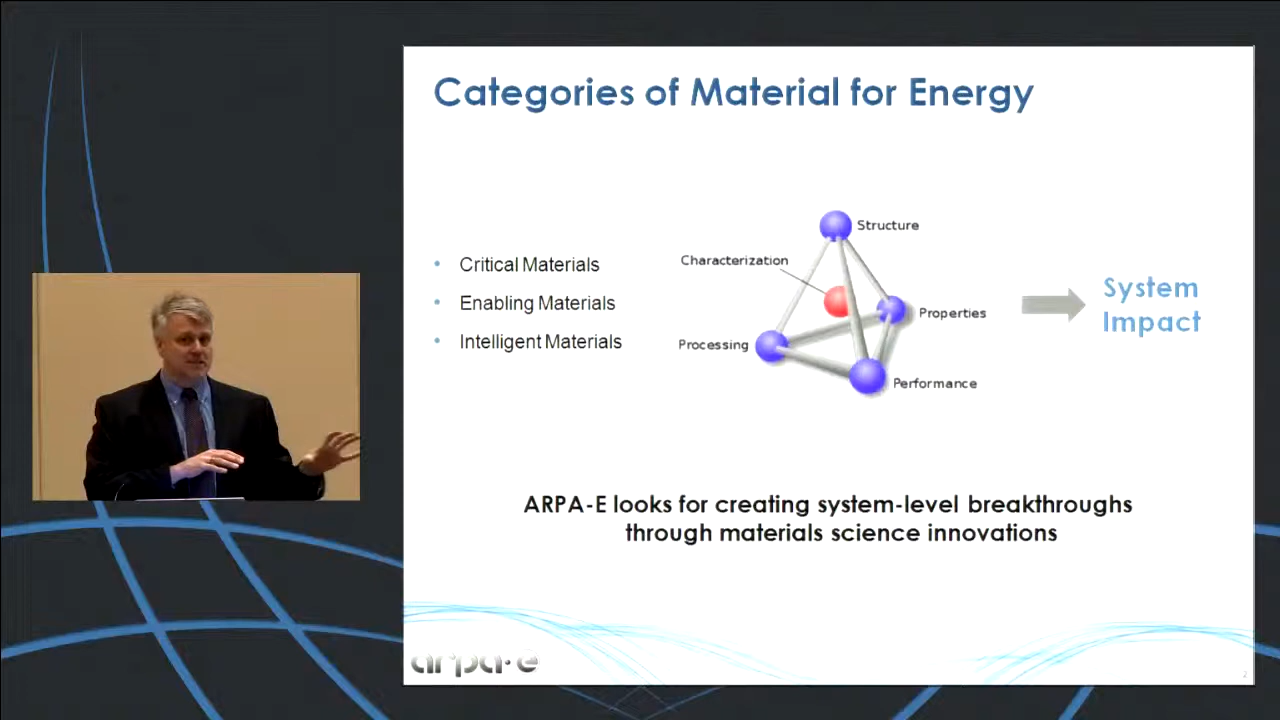 Categories of Material for Energy
• Critical Materials
• Enabling Materials
• Intelligent Materials
Structure
Characterization
Properties
Processing
Performance
System
Impact
ARPA-E looks for creating system-level breakthroughs
through materials science innovations
arpa·e
2